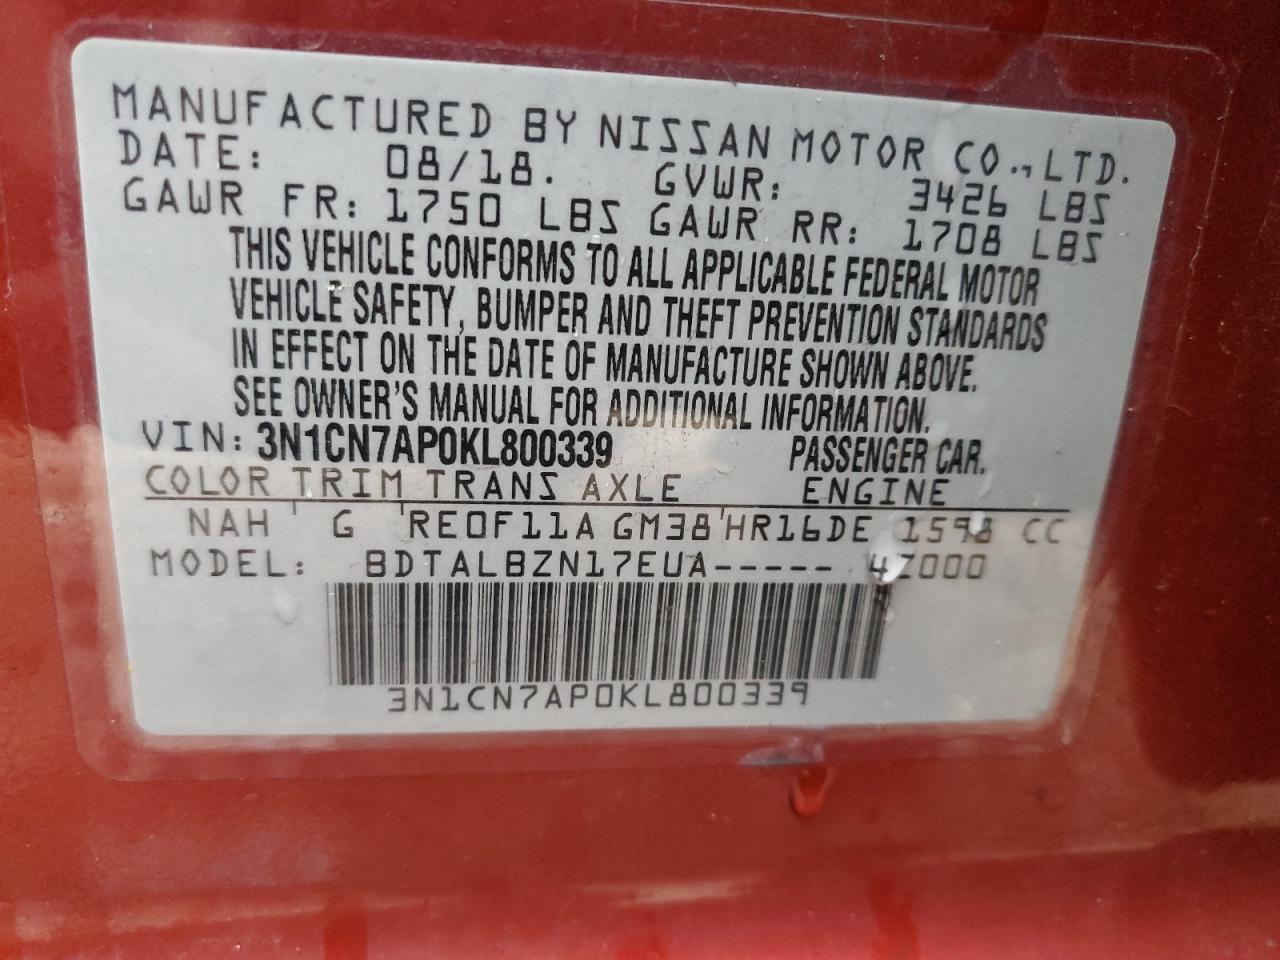 MANUFACTURED BY NISSAN MOTOR CO., LTD.
DATE: 08/18. GVWR: 3426 LBS
GAWR FR: 1750 LBS GAWR RR: 1708 LBS
THIS VEHICLE CONFORMS TO ALL APPLICABLE FEDERAL MOTOR
VEHICLE SAFETY, BUMPER AND THEFT PREVENTION STANDARDS
IN EFFECT ON THE DATE OF MANUFACTURE SHOWN ABOVE.
SEE OWNER'S MANUAL FOR ADDITIONAL INFORMATION.
VIN: 3N1CN7AP0KL800339 PASSENGER CAR.
COLOR TRIM TRANS AXLE ENGINE
NAH ' G ' RE0F11A GM38 ' HR16DE 1598 CC
MODEL: BDTALBZN17EUA----- 4Z000
3N1CN7AP0KL800339